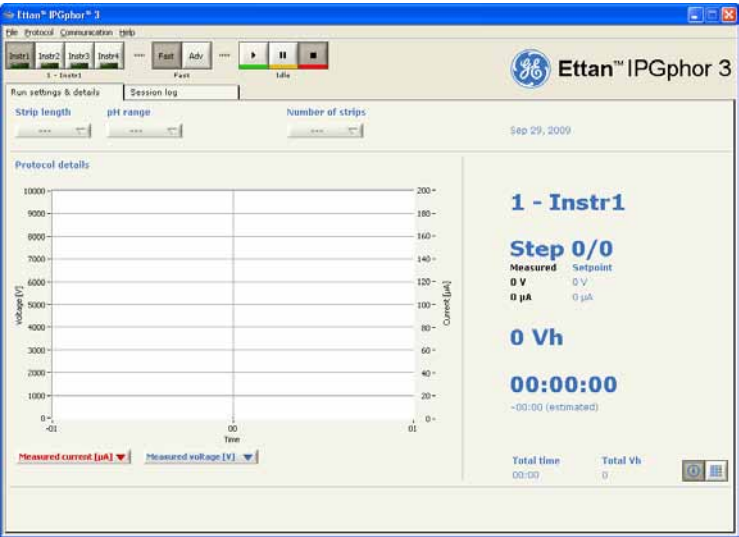 Ettan™ IPGphor™ 3
File Protocol Communication Help
Instr1 Instr2 Instr3 Instr4 Fast Adv
1 - Instr1 Fast Idle
GE Ettan™ IPGphor 3
Run settings & details Session log
Strip length pH range Number of strips
--- --- ---
Sep 29, 2009
Protocol details
10000
9000
8000
7000
6000
5000
4000
3000
2000
1000
0
Voltage [V]
200
180
160
140
120
100
80
60
40
20
0
Current [µA]
-01 00 01
Time
Measured current [µA] Measured voltage [V]
1 - Instr1
Step 0/0
Measured Setpoint
0 V 0 V
0 µA 0 µA
0 Vh
00:00:00
~00:00 (estimated)
Total time Total Vh
00:00 0